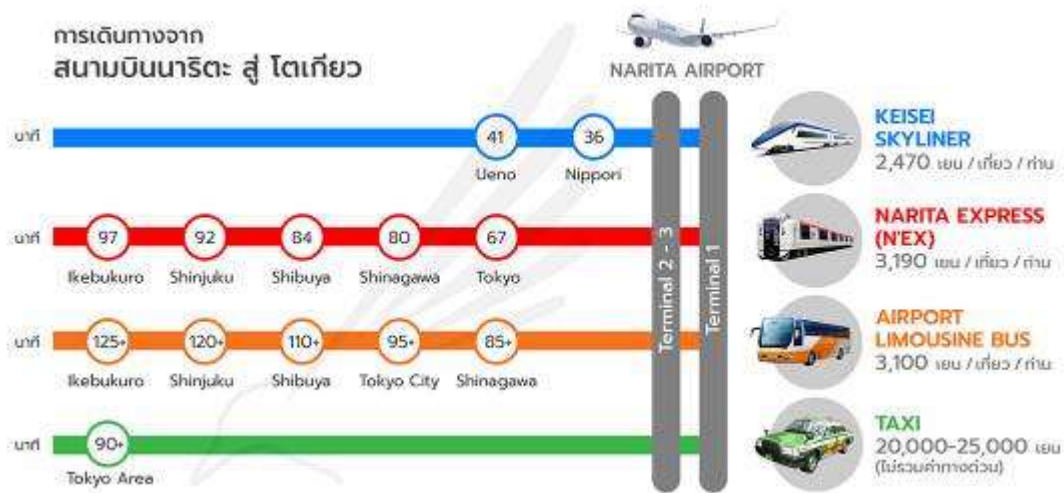 การเดินทางจาก
สนามบินนาริตะ สู่ โตเกียว
NARITA AIRPORT
นาที
41
36
Ueno
Nippori
KEISEI
SKYLINER
2,470 เยน / เที่ยว / ท่าน
นาที
97
92
84
80
67
Ikebukuro
Shinjuku
Shibuya
Shinagawa
Tokyo
NARITA EXPRESS
(N'EX)
3,190 เยน / เที่ยว / ท่าน
Terminal 2 - 3
Terminal 1
นาที
125+
120+
110+
95+
85+
Ikebukuro
Shinjuku
Shibuya
Tokyo City
Shinagawa
AIRPORT
LIMOUSINE BUS
3,100 เยน / เที่ยว / ท่าน
นาที
90+
Tokyo Area
TAXI
20,000-25,000 เยน
(ไม่รวมค่าทางด่วน)